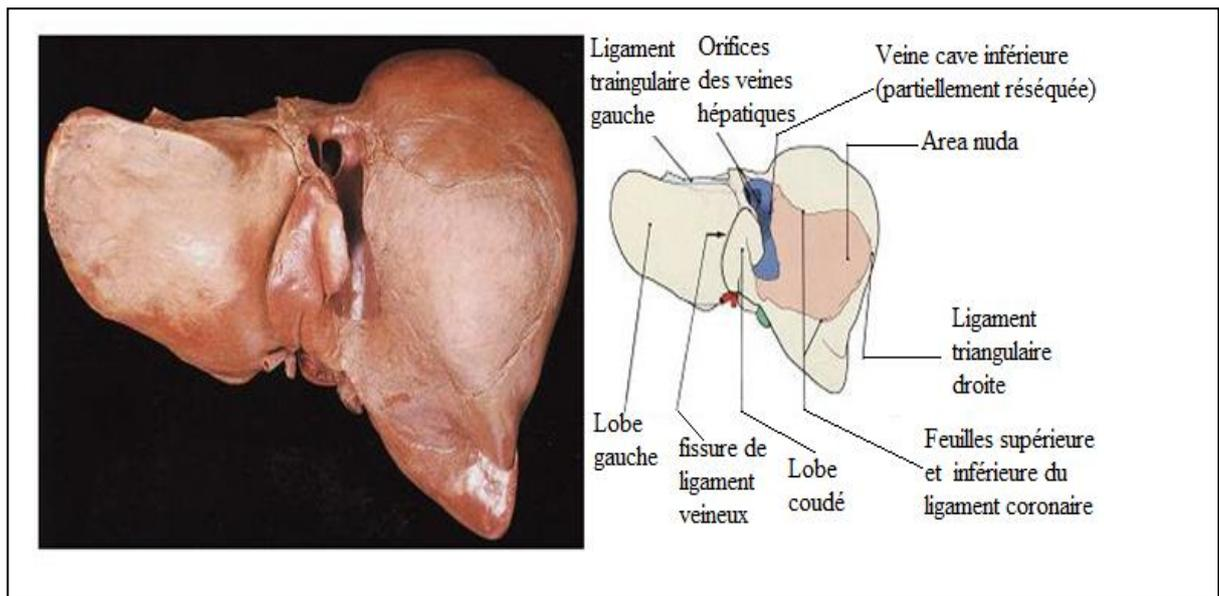 Ligament
traingulaire
gauche
Orifices
des veines
hépatiques
Veine cave inférieure
(partiellement réséquée)
Area nuda
Ligament
triangulaire
droite
Lobe
gauche
fissure de
ligament
veineux
Lobe
coudé
Feuilles supérieure
et inférieure du
ligament coronaire